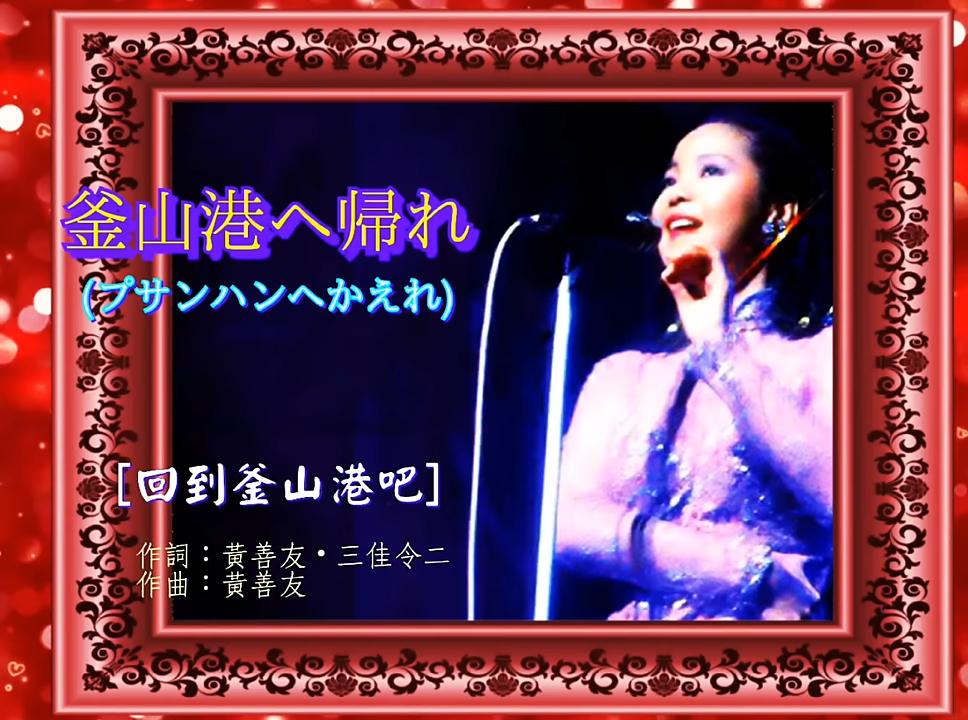 釜山港へ帰れ
(プサンハンへかえれ)
[回到釜山港吧]
作詞：黃善友・三佳令二
作曲：黃善友